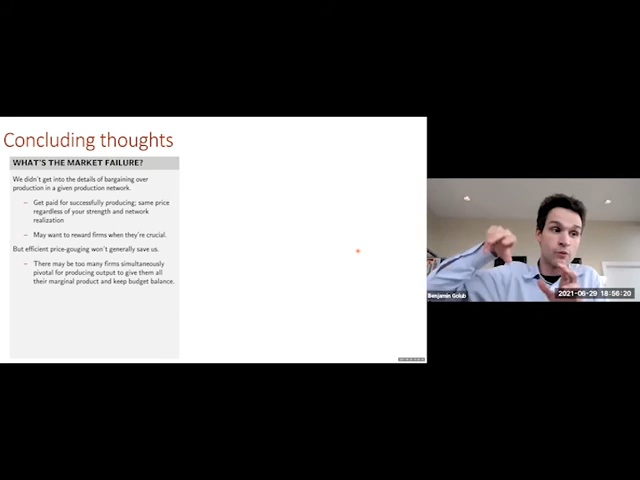 Concluding thoughts
WHAT'S THE MARKET FAILURE?
We didn't get into the details of bargaining over
production in a given production network.
– Get paid for successfully producing; same price
regardless of your strength and network
realization
– May want to reward firms when they're crucial.
But efficient price-gouging won't generally save us.
– There may be too many firms simultaneously
pivotal for producing output to give them all
their marginal product and keep budget balance.
Benjamin Golub
2021-06-29 18:56:20